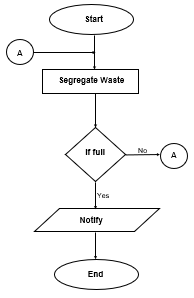 Start
A
Segregate Waste
If full
No
A
Yes
Notify
End